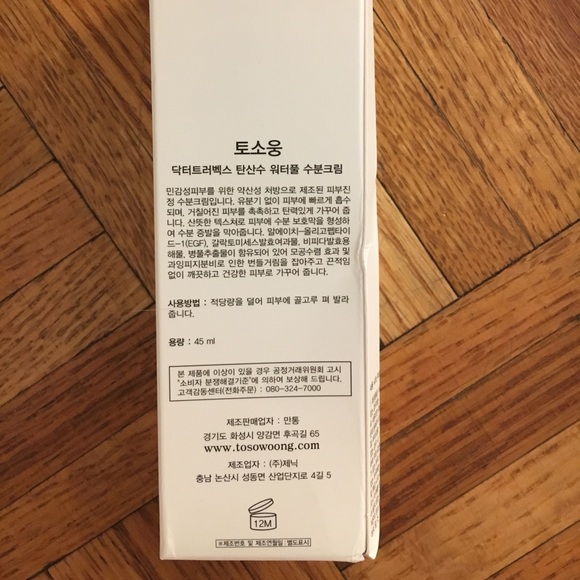 토소웅
닥터트러벡스 탄산수 워터풀 수분크림
민감성피부를 위한 약산성 처방으로 제조된 피부진
정 수분크림입니다. 유분기 없이 피부에 빠르게 흡수
되며, 거칠어진 피부를 촉촉하고 탄력있게 가꾸어 줍
니다. 산뜻한 텍스쳐로 피부에 수분 보호막을 형성하
여 수분 증발을 막아줍니다. 알에이치-올리고펩타이
드-1(EGF), 갈락토미세스발효여과물, 비피다발효용
해물, 병풀추출물이 함유되어 있어 모공수렴 효과 및
과잉피지분비로 인한 번들거림을 잡아주고 끈적임
없이 깨끗하고 건강한 피부로 가꾸어 줍니다.
사용방법 : 적당량을 덜어 피부에 골고루 펴 발라
줍니다.
용량 : 45 ml
본 제품에 이상이 있을 경우 공정거래위원회 고시
"소비자 분쟁해결기준"에 의하여 보상해 드립니다.
고객감동센터(전화주문) : 080-324-7000
제조판매업자 : 만통
경기도 화성시 양감면 후곡길 65
www.tosowoong.com
제조업자 : (주)제닉
충남 논산시 성동면 산업단지로 4길 5
12M
※제조번호 및 제조연월일 별도표시